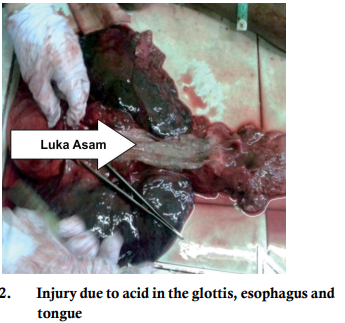 Luka Asam
2. Injury due to acid in the glottis, esophagus and
tongue